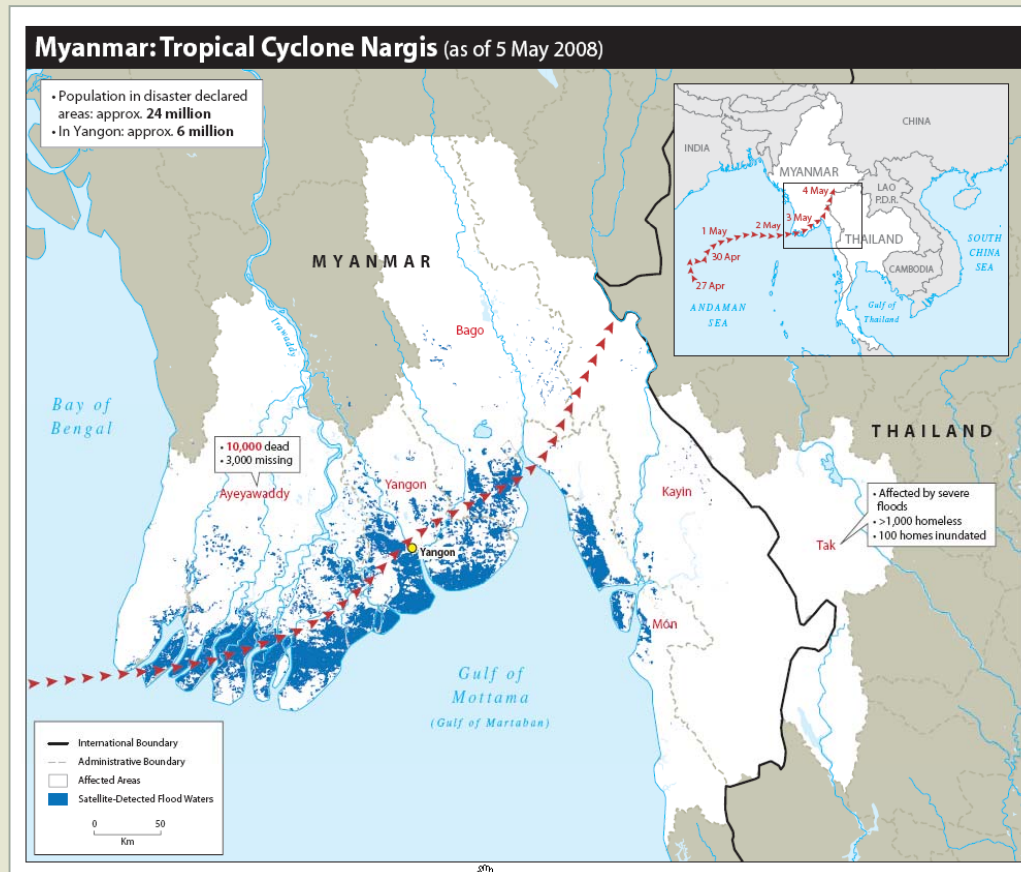 Myanmar: Tropical Cyclone Nargis (as of 5 May 2008)
• Population in disaster declared
areas: approx. 24 million
• In Yangon: approx. 6 million
INDIA
CHINA
MYANMAR
LAO
P.D.R.
4 May
3 May
2 May
1 May
30 Apr
27 Apr
THAILAND
CAMBODIA
SOUTH
CHINA
SEA
ANDAMAN
SEA
Gulf of
Thailand
MYANMAR
Irawaddy
Bago
Bay of
Bengal
THAILAND
• 10,000 dead
• 3,000 missing
Ayeyawaddy
Yangon
Kayin
• Affected by severe
floods
• >1,000 homeless
• 100 homes inundated
Tak
Yangon
Món
Gulf of
Mottama
(Gulf of Martaban)
International Boundary
Administrative Boundary
Affected Areas
Satellite-Detected Flood Waters
0 50
Km